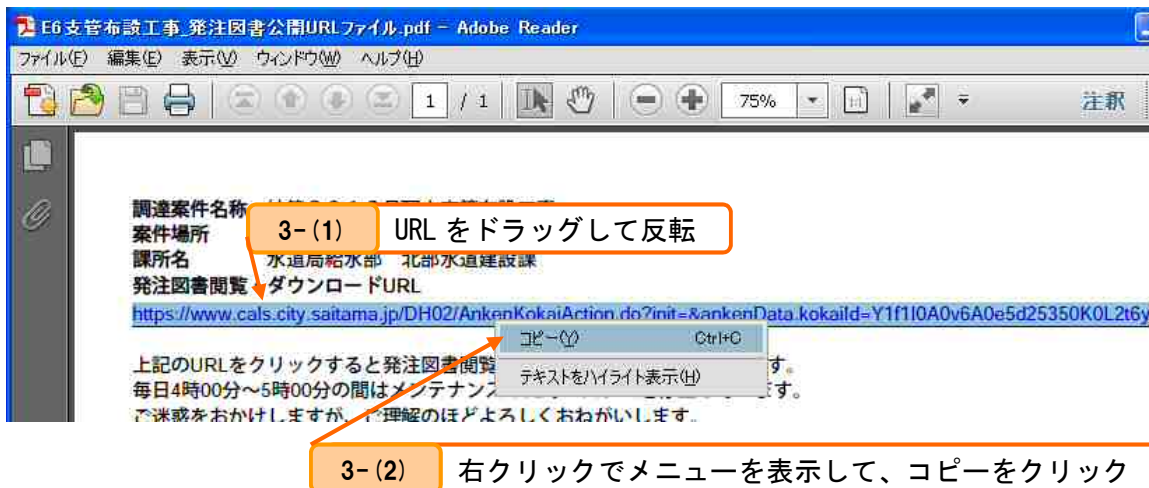 E6支管布設工事_発注図書公開URLファイル.pdf - Adobe Reader
ファイル(F) 編集(E) 表示(V) ウィンドウ(W) ヘルプ(H)
1 / 1 75% 注釈
調達案件名称
3-(1) URL をドラッグして反転
案件場所
課所名 水道局給水部 北部水道建設課
発注図書閲覧 ダウンロードURL
https://www.cals.city.saitama.jp/DH02/AnkenKokaiAction.do?init=&ankenData.kokaiId=Y1f1I0A0v6A0e5d25350K0L2t6y
コピー(Y) Ctrl+C
上記のURLをクリックすると発注図書閲覧 す。
テキストをハイライト表示(H)
毎日4時00分～5時00分の間はメンテナンス ます。
ご迷惑をおかけしますが、ご理解のほどよろしくおねがいします。
3-(2) 右クリックでメニューを表示して、コピーをクリック